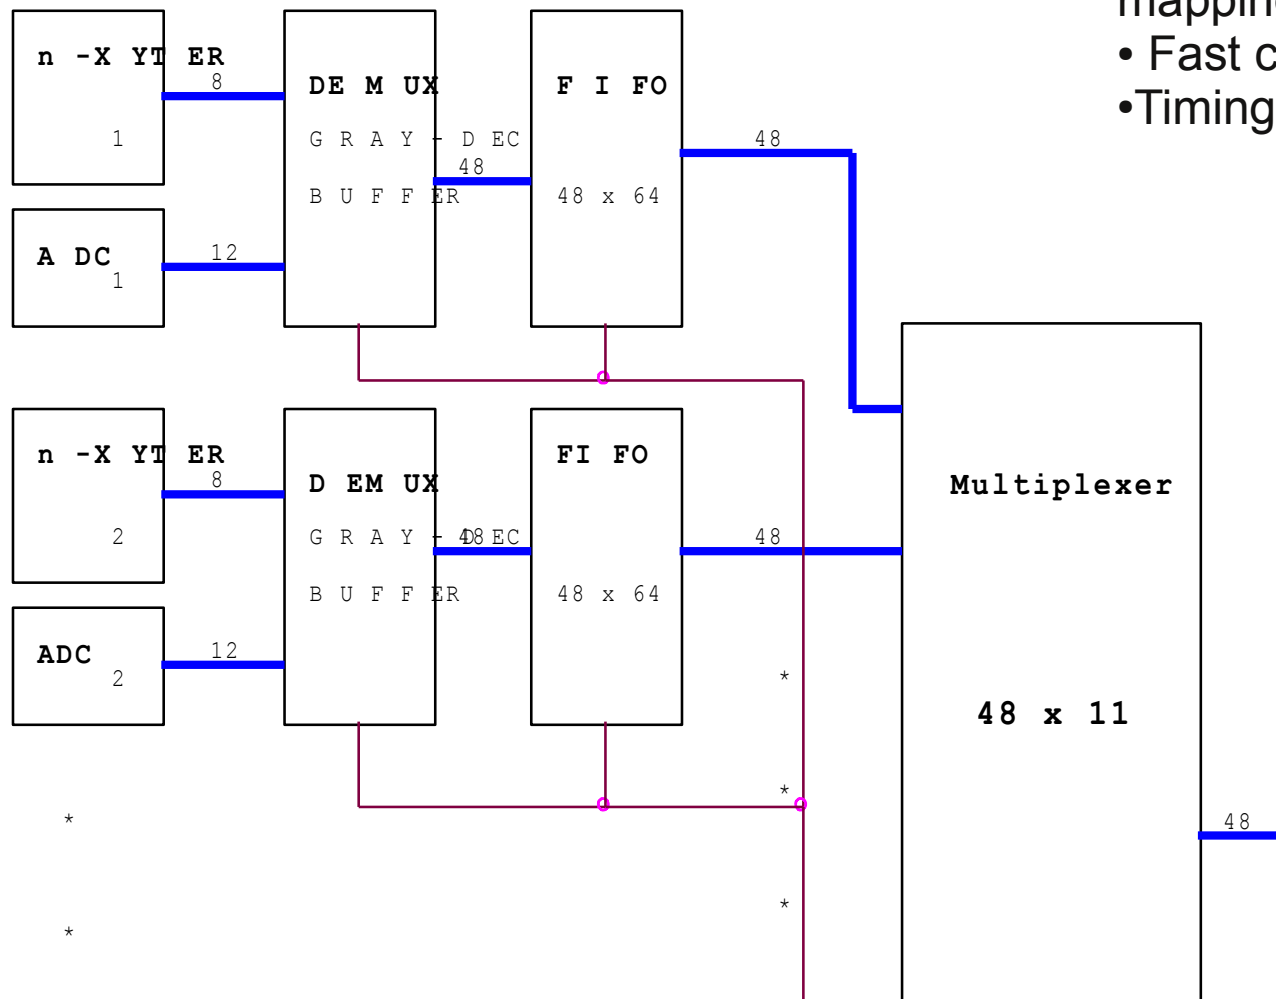 mapping
• Fast c
•Timing
n -X YT ER
8
1
A DC
1
12
DE M UX
G R A Y - D EC
B U F F ER
48
F I FO
48 x 64
48
n -X YT ER
8
2
ADC
2
12
D EM UX
G R A Y - D EC
B U F F ER
48
FI FO
48 x 64
48
Multiplexer
48 x 11
48
*
*
*
*
*